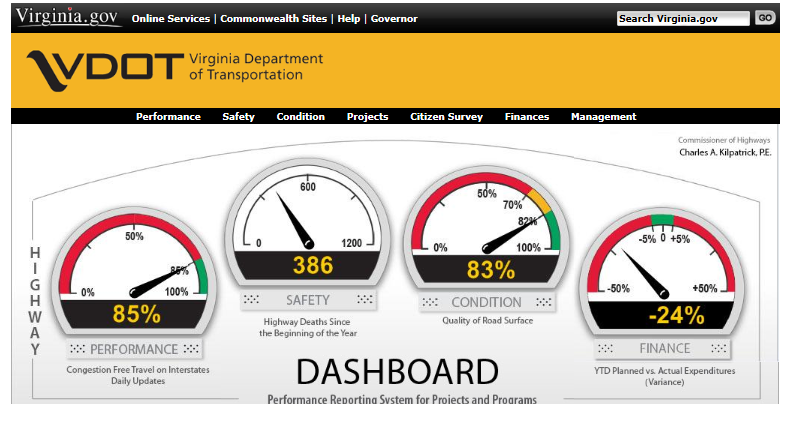 Virginia.gov Online Services | Commonwealth Sites | Help | Governor Search Virginia.gov GO
VDOT Virginia Department
of Transportation
Performance Safety Condition Projects Citizen Survey Finances Management
Commissioner of Highways
Charles A. Kilpatrick, P.E.
HIGHWAY
50%
85%
0% 100%
85%
PERFORMANCE
Congestion Free Travel on Interstates
Daily Updates
600
0 1200
386
SAFETY
Highway Deaths Since
the Beginning of the Year
50%
70%
82%
0% 100%
83%
CONDITION
Quality of Road Surface
-5% 0 +5%
-50% +50%
-24%
FINANCE
YTD Planned vs. Actual Expenditures
(Variance)
DASHBOARD
Performance Reporting System for Projects and Programs